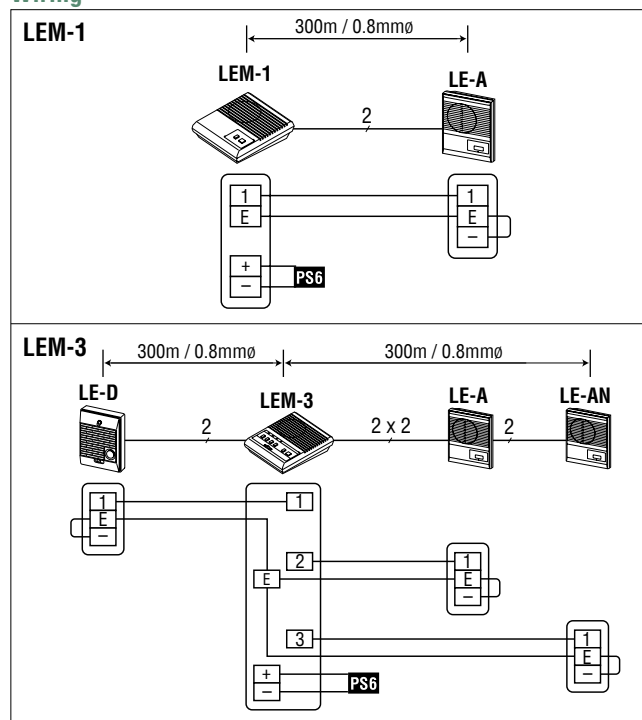 Wiring
LEM-1
300m / 0.8mmø
LEM-1
LE-A
2
1
E
1
E
–
+
–
PS6
LEM-3
300m / 0.8mmø
300m / 0.8mmø
LE-D
LEM-3
LE-A
LE-AN
2
2 x 2
2
1
E
–
1
2
E
1
E
–
3
1
E
–
+
–
PS6